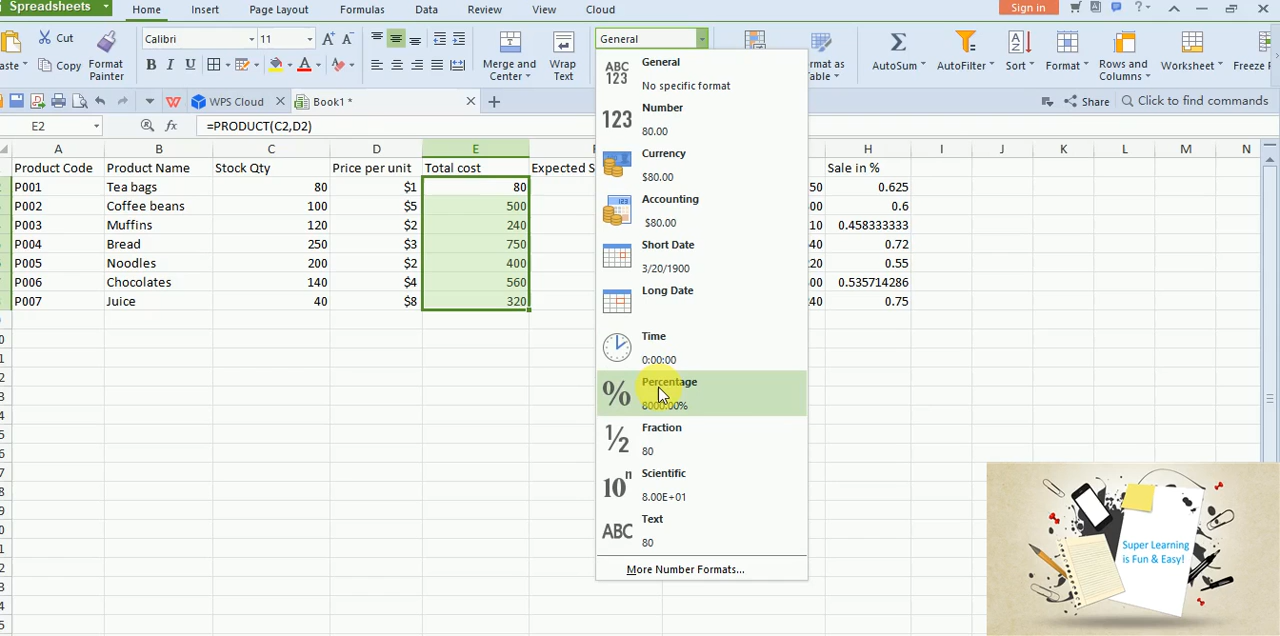 Spreadsheets Home Insert Page Layout Formulas Data Review View Cloud Sign in
Cut Calibri 11 General
aste Copy Format Painter B I U Merge and Center Wrap Text
able AutoSum AutoFilter Sort Format Rows and Columns Worksheet Freeze
WPS Cloud Book1 * Share Click to find commands
E2 fx =PRODUCT(C2,D2)
A B C D E F H I J K L M N
Product Code Product Name Stock Qty Price per unit Total cost Expected S Sale in %
P001 Tea bags 80 $1 80 50 0.625
P002 Coffee beans 100 $5 500 0.6
P003 Muffins 120 $2 240 10 0.458333333
P004 Bread 250 $3 750 40 0.72
P005 Noodles 200 $2 400 20 0.55
P006 Chocolates 140 $4 560 00 0.535714286
P007 Juice 40 $8 320 40 0.75
ABC 123 General
No specific format
123 Number
80.00
Currency
$80.00
Accounting
$80.00
Short Date
3/20/1900
Long Date
Time
0:00:00
% Percentage
8000.00%
½ Fraction
80
10ⁿ Scientific
8.00E+01
ABC Text
80
More Number Formats...
Super Learning
is Fun & Easy!